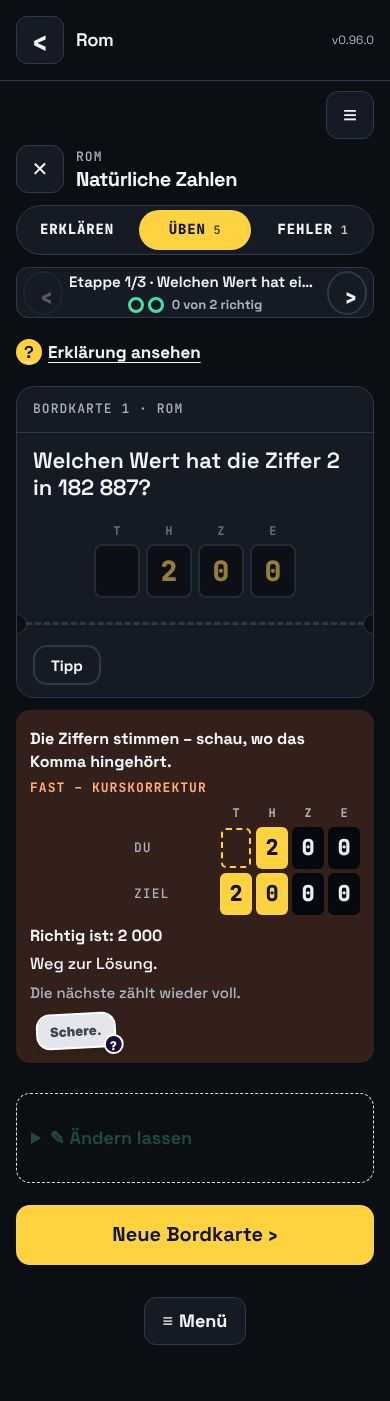 <
Rom
v0.96.0
≡
✕
ROM
Natürliche Zahlen
ERKLÄREN
ÜBEN 5
FEHLER 1
<
Etappe 1/3 · Welchen Wert hat ei…
0 von 2 richtig
>
? Erklärung ansehen
BORDKARTE 1 · ROM
Welchen Wert hat die Ziffer 2
in 182 887?
T H Z E
2 0 0
Tipp
Die Ziffern stimmen – schau, wo das
Komma hingehört.
FAST – KURSKORREKTUR
T H Z E
DU 2 0 0
ZIEL 2 0 0 0
Richtig ist: 2 000
Weg zur Lösung.
Die nächste zählt wieder voll.
Schere.
?
▶ ✎ Ändern lassen
Neue Bordkarte >
≡ Menü